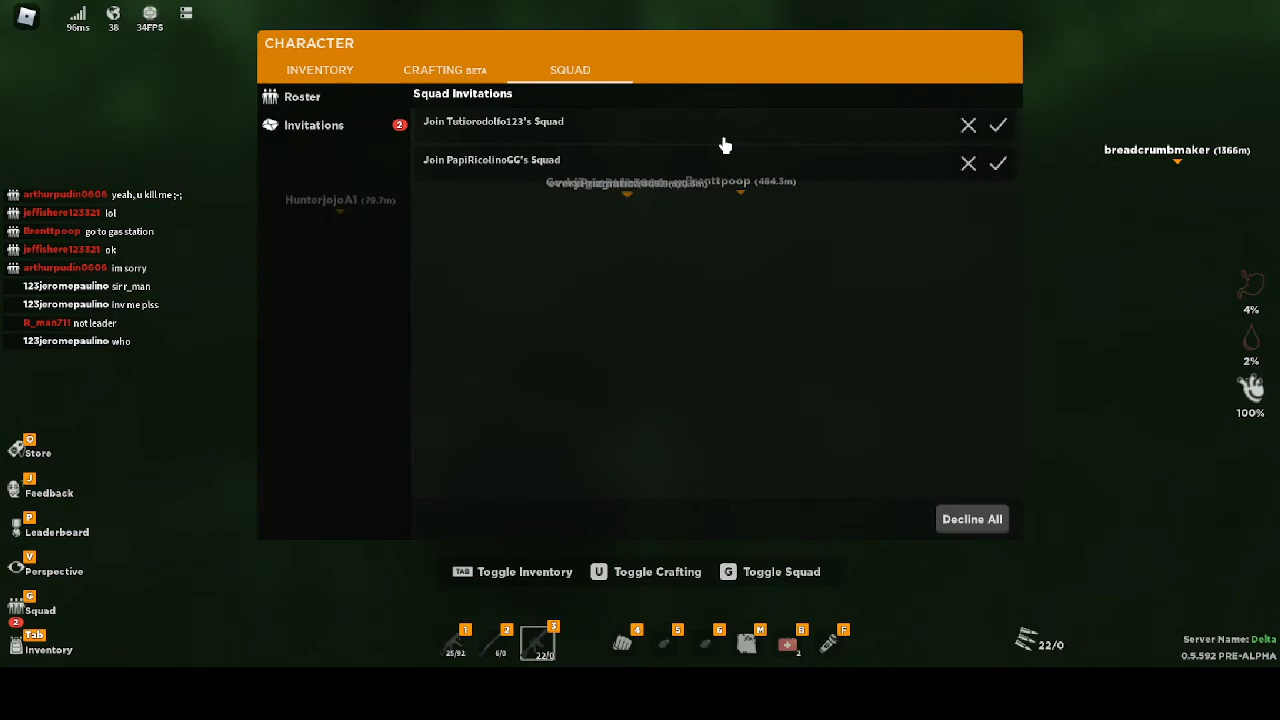 96ms
38
34FPS
CHARACTER
INVENTORY
CRAFTING BETA
SQUAD
Roster
Invitations
2
Squad Invitations
Join Tutiorodolfo123's Squad
Join PapiRicolinoGG's Squad
Brenttpoop (484.3m)
HunterjojoA1 (79.7m)
breadcrumbmaker (1366m)
arthurpudin0606 yeah, u kill me ;-;
jeffishere123321 lol
Brenttpoop go to gas station
jeffishere123321 ok
arthurpudin0606 im sorry
123jeromepaulino sir r_man
123jeromepaulino Inv me plss
R_man711 not leader
123jeromepaulino who
4%
2%
100%
O
Store
J
Feedback
P
Leaderboard
V
Perspective
G
Squad
2
Tab
Inventory
Decline All
TAB Toggle Inventory U Toggle Crafting G Toggle Squad
1 25/92
2 6/0
3 22/0
4
5
6
M
B 2
F
22/0
Server Name: Delta
0.5.592 PRE-ALPHA